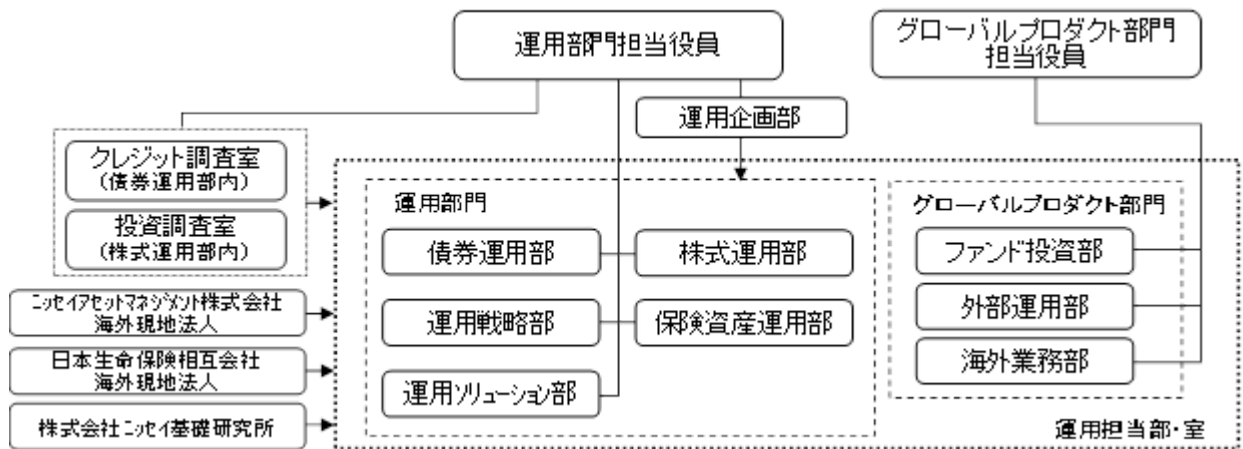 運用部門担当役員
グローバルプロダクト部門
担当役員
運用企画部
クレジット調査室
(債券運用部内)
投資調査室
(株式運用部内)
ニッセイアセットマネジメント株式会社
海外現地法人
日本生命保険相互会社
海外現地法人
株式会社ニッセイ基礎研究所
運用部門
債券運用部
株式運用部
運用戦略部
保険資産運用部
運用ソリューション部
グローバルプロダクト部門
ファンド投資部
外部運用部
海外業務部
運用担当部・室